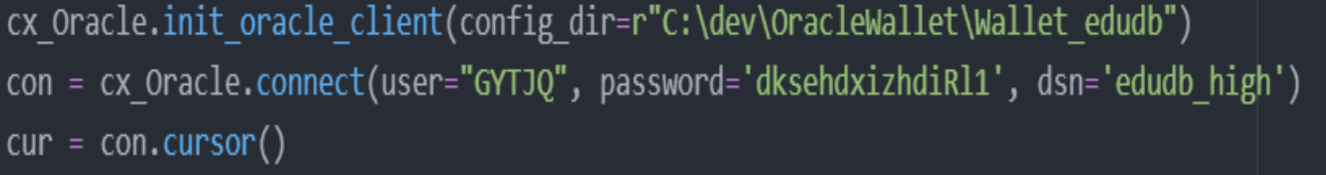 cx_Oracle.init_oracle_client(config_dir=r"C:\dev\OracleWallet\Wallet_edudb")
con = cx_Oracle.connect(user="GYTJQ", password='dksehdxizhdiRl1', dsn='edudb_high')
cur = con.cursor()